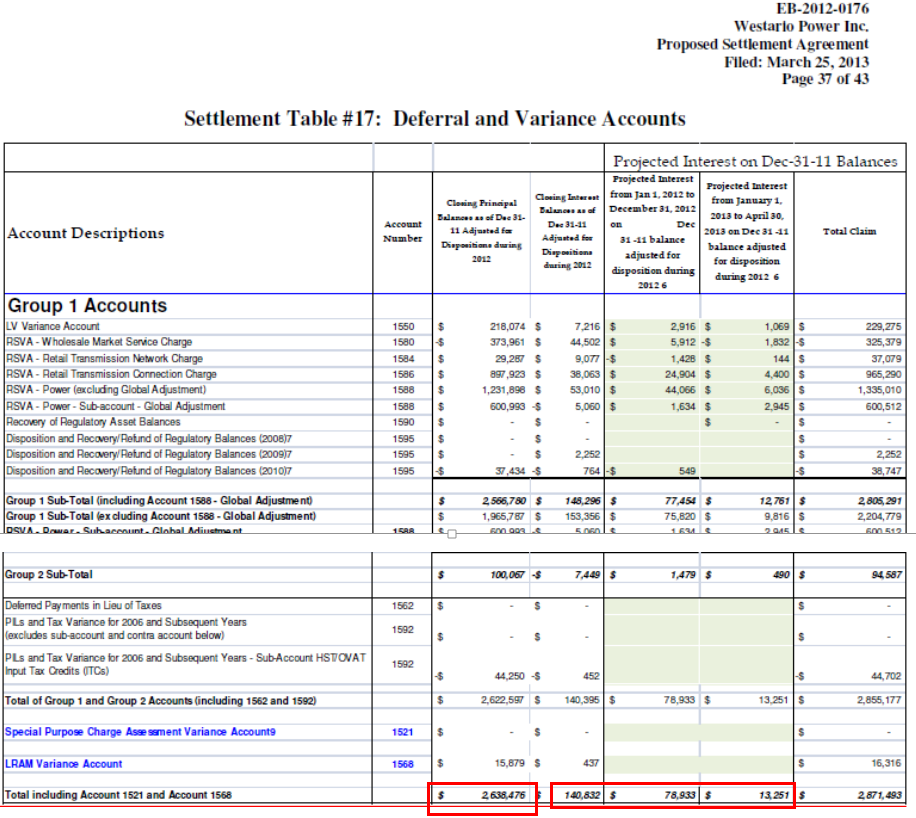 EB-2012-0176
Westario Power Inc.
Proposed Settlement Agreement
Filed: March 25, 2013
Page 37 of 43
Settlement Table #17: Deferral and Variance Accounts
Projected Interest on Dec-31-11 Balances
Account Descriptions
Account
Number
Closing Principal
Balances as of Dec 31-
11 Adjusted for
Dispositions during
2012
Closing Interest
Balances as of
Dec 31-11
Adjusted for
Dispositions
during 2012
Projected Interest
from Jan 1, 2012 to
December 31, 2012
on Dec
31 -11 balance
adjusted for
disposition during
2012 6
Projected Interest
from January 1,
2013 to April 30,
2013 on Dec 31 -11
balance adjusted
for disposition
during 2012 6
Total Claim
Group 1 Accounts
LV Variance Account 1550 $ 218,074 $ 7,216 $ 2,916 $ 1,069 $ 229,275
RSVA - Wholesale Market Service Charge 1580 -$ 373,961 $ 44,502 $ 5,912 -$ 1,832 -$ 325,379
RSVA - Retail Transmission Network Charge 1584 $ 29,287 $ 9,077 -$ 1,428 $ 144 $ 37,079
RSVA - Retail Transmission Connection Charge 1586 $ 897,923 $ 38,063 $ 24,904 $ 4,400 $ 965,290
RSVA - Power (excluding Global Adjustment) 1588 $ 1,231,898 $ 53,010 $ 44,066 $ 6,036 $ 1,335,010
RSVA - Power - Sub-account - Global Adjustment 1588 $ 600,993 -$ 5,060 $ 1,634 $ 2,945 $ 600,512
Recovery of Regulatory Asset Balances 1590 $ - $ - $ - $ -
Disposition and Recovery/Refund of Regulatory Balances (2008)7 1595 $ - $ - $ -
Disposition and Recovery/Refund of Regulatory Balances (2009)7 1595 $ - $ 2,252 $ 2,252
Disposition and Recovery/Refund of Regulatory Balances (2010)7 1595 -$ 37,434 -$ 764 -$ 549 -$ 38,747
Group 1 Sub-Total (including Account 1588 - Global Adjustment) $ 2,566,780 $ 148,296 $ 77,454 $ 12,761 $ 2,805,291
Group 1 Sub-Total (excluding Account 1588 - Global Adjustment) $ 1,965,787 $ 153,356 $ 75,820 $ 9,816 $ 2,204,779
RSVA - Power - Sub-account - Global Adjustment 1588 $ 600,993 -$ 5,060 $ 1,634 $ 2,945 $ 600,512
Group 2 Sub-Total $ 100,067 -$ 7,449 $ 1,479 $ 490 $ 94,587
Deferred Payments in Lieu of Taxes 1562 $ - $ - $ -
PILs and Tax Variance for 2006 and Subsequent Years
(excludes sub-account and contra account below) 1592 $ - $ - $ -
PILs and Tax Variance for 2006 and Subsequent Years - Sub-Account HST/OVAT
Input Tax Credits (ITCs) 1592 -$ 44,250 -$ 452 -$ 44,702
Total of Group 1 and Group 2 Accounts (including 1562 and 1592) $ 2,622,597 $ 140,395 $ 78,933 $ 13,251 $ 2,855,177
Special Purpose Charge Assessment Variance Account9 1521 $ - $ - $ -
LRAM Variance Account 1568 $ 15,879 $ 437 $ 16,316
Total including Account 1521 and Account 1568 $ 2,638,476 $ 140,832 $ 78,933 $ 13,251 $ 2,871,493